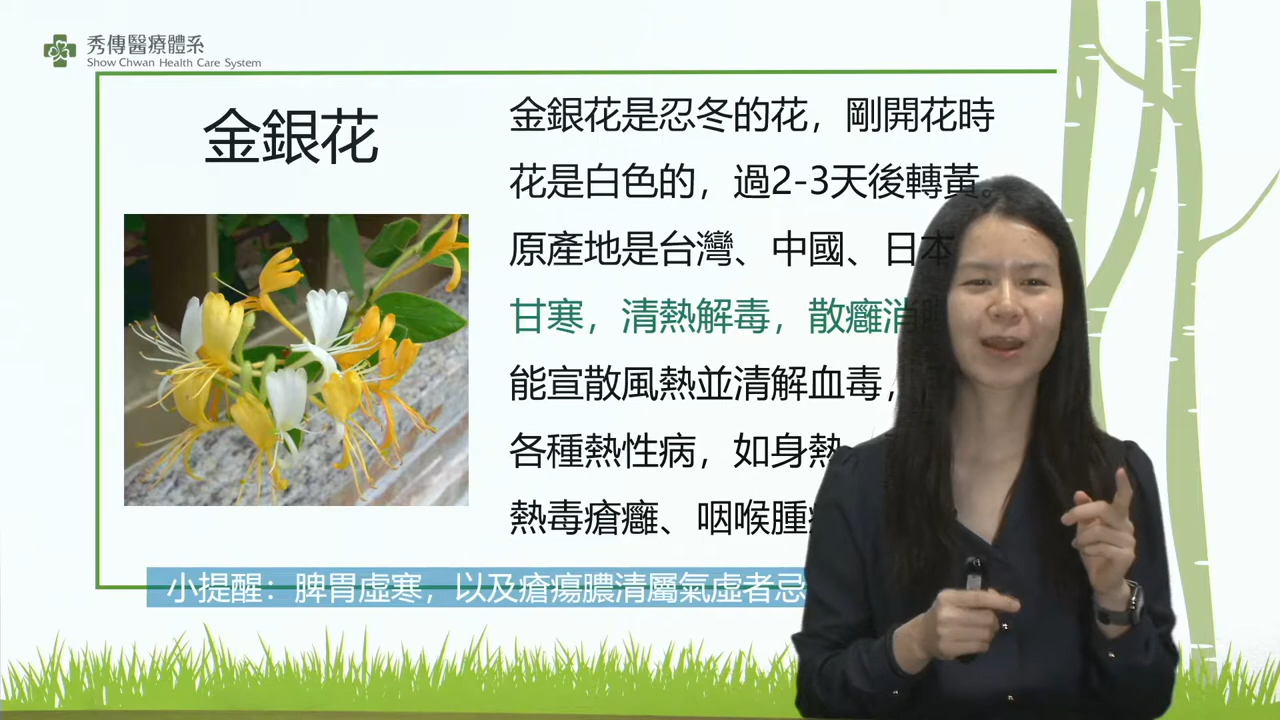 秀傳醫療體系
Show Chwan Health Care System
金銀花
金銀花是忍冬的花，剛開花時
花是白色的，過2-3天後轉黃。
原產地是台灣、中國、日本
甘寒，清熱解毒，散癰消
能宣散風熱並清解血毒，
各種熱性病，如身熱
熱毒瘡癰、咽喉腫
小提醒：脾胃虛寒，以及瘡瘍膿清屬氣虛者忌